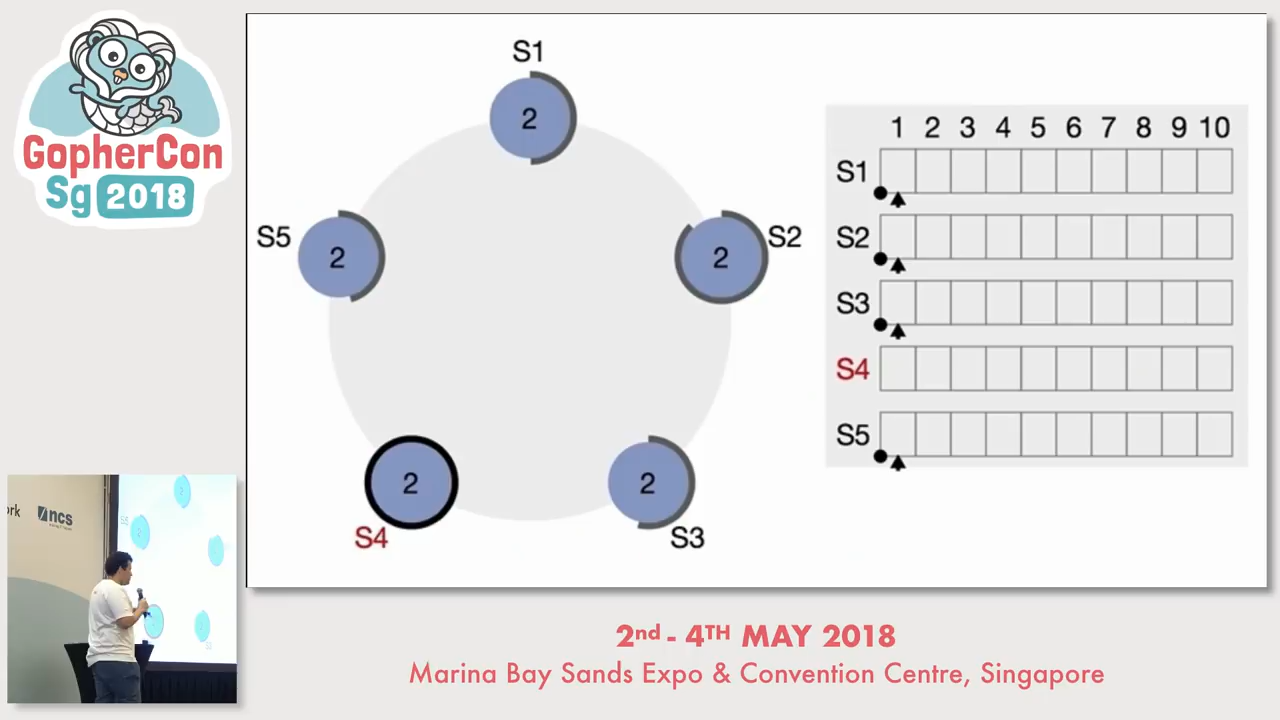 GopherCon
Sg 2018
S1
2
S5
2
S2
2
S4
2
S3
2
1 2 3 4 5 6 7 8 9 10
S1
S2
S3
S4
S5
ork
ncs
2nd - 4TH MAY 2018
Marina Bay Sands Expo & Convention Centre, Singapore